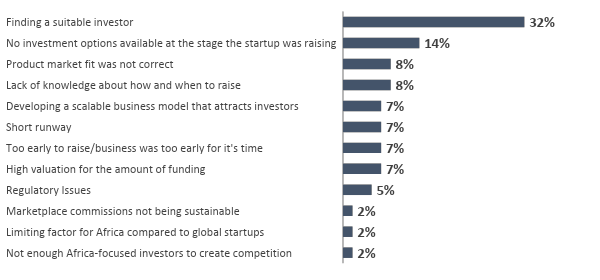 Finding a suitable investor 32%
No investment options available at the stage the startup was raising 14%
Product market fit was not correct 8%
Lack of knowledge about how and when to raise 8%
Developing a scalable business model that attracts investors 7%
Short runway 7%
Too early to raise/business was too early for it's time 7%
High valuation for the amount of funding 7%
Regulatory Issues 5%
Marketplace commissions not being sustainable 2%
Limiting factor for Africa compared to global startups 2%
Not enough Africa-focused investors to create competition 2%